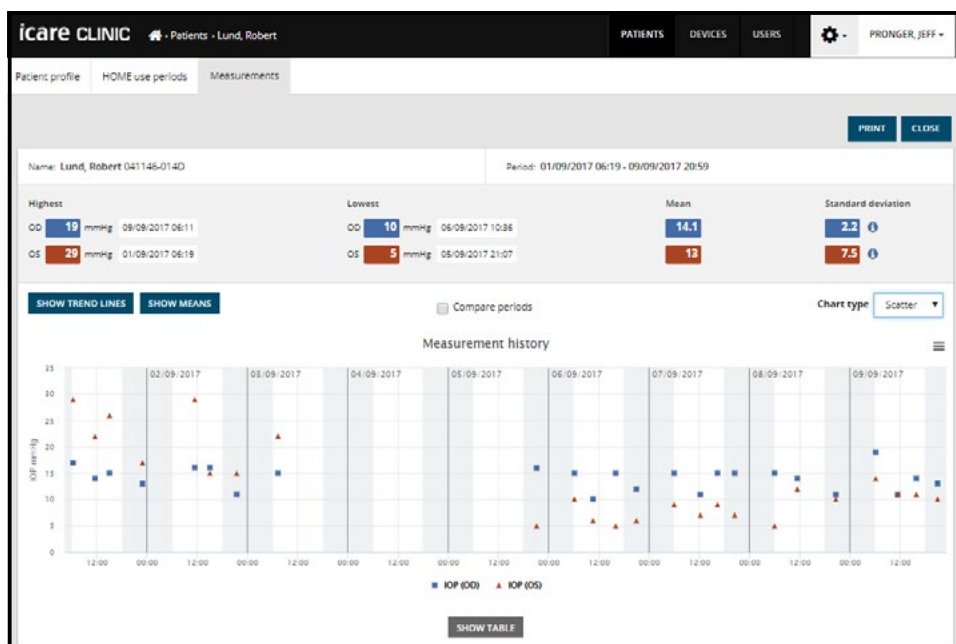 icare CLINIC › Patients › Lund, Robert PATIENTS DEVICES USERS PRONGER, JEFF
Patient profile HOME use periods Measurements
PRINT CLOSE
Name: Lund, Robert 041146-014D Period: 01/09/2017 06:19 - 09/09/2017 20:59
Highest Lowest Mean Standard deviation
OD 19 mmHg 09/09/2017 06:11 OD 10 mmHg 06/09/2017 10:36 14.1 2.2
OS 29 mmHg 01/09/2017 06:19 OS 5 mmHg 05/09/2017 21:07 13 7.5
SHOW TREND LINES SHOW MEANS Compare periods Chart type Scatter
Measurement history
35 02/09/2017 03/09/2017 04/09/2017 05/09/2017 06/09/2017 07/09/2017 08/09/2017 09/09/2017
30
25
20
IOP mmHg
15
10
5
0
12:00 00:00 12:00 00:00 12:00 00:00 12:00 00:00 12:00 00:00 12:00 00:00 12:00 00:00 12:00 00:00 12:00
IOP (OD) IOP (OS)
SHOW TABLE